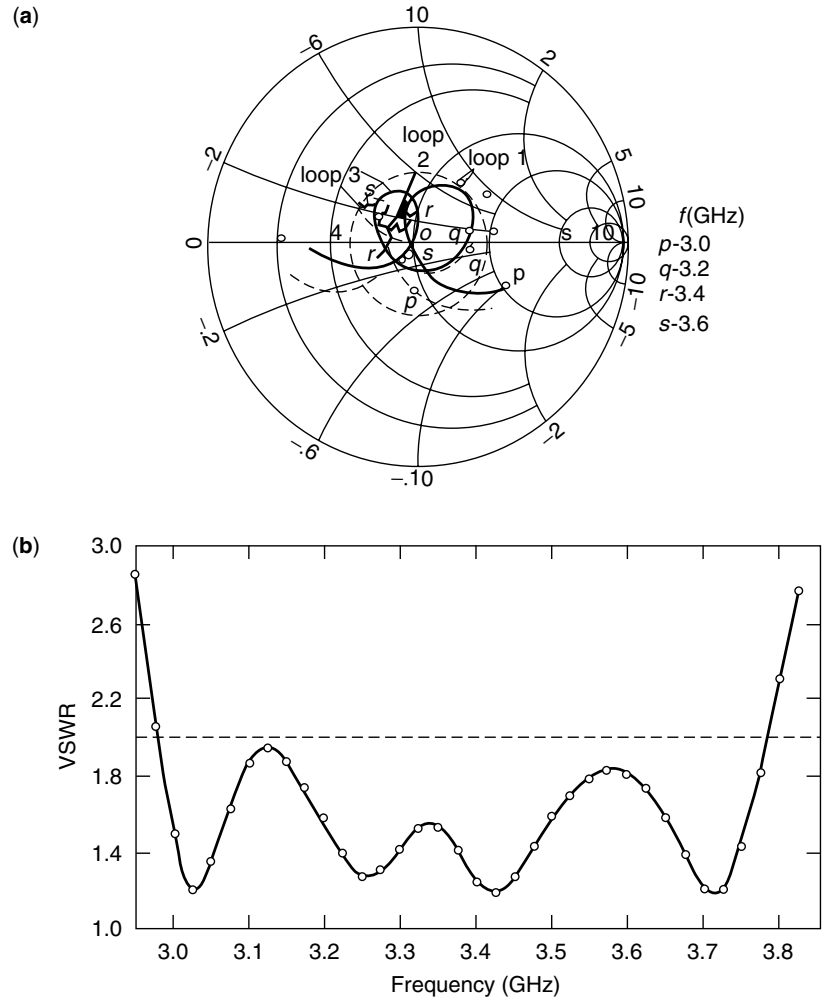 (a)
10
–6
2
–2
5
10
0
4
loop
2
loop 1
loop 3
s
r
o
q
s
10
r
s
q
p
p
–.2
–.6
–.10
–2
–5
–10
f(GHz)
p-3.0
q-3.2
r-3.4
s-3.6
(b)
3.0
2.6
2.2
1.8
1.4
1.0
VSWR
3.0 3.1 3.2 3.3 3.4 3.5 3.6 3.7 3.8
Frequency (GHz)